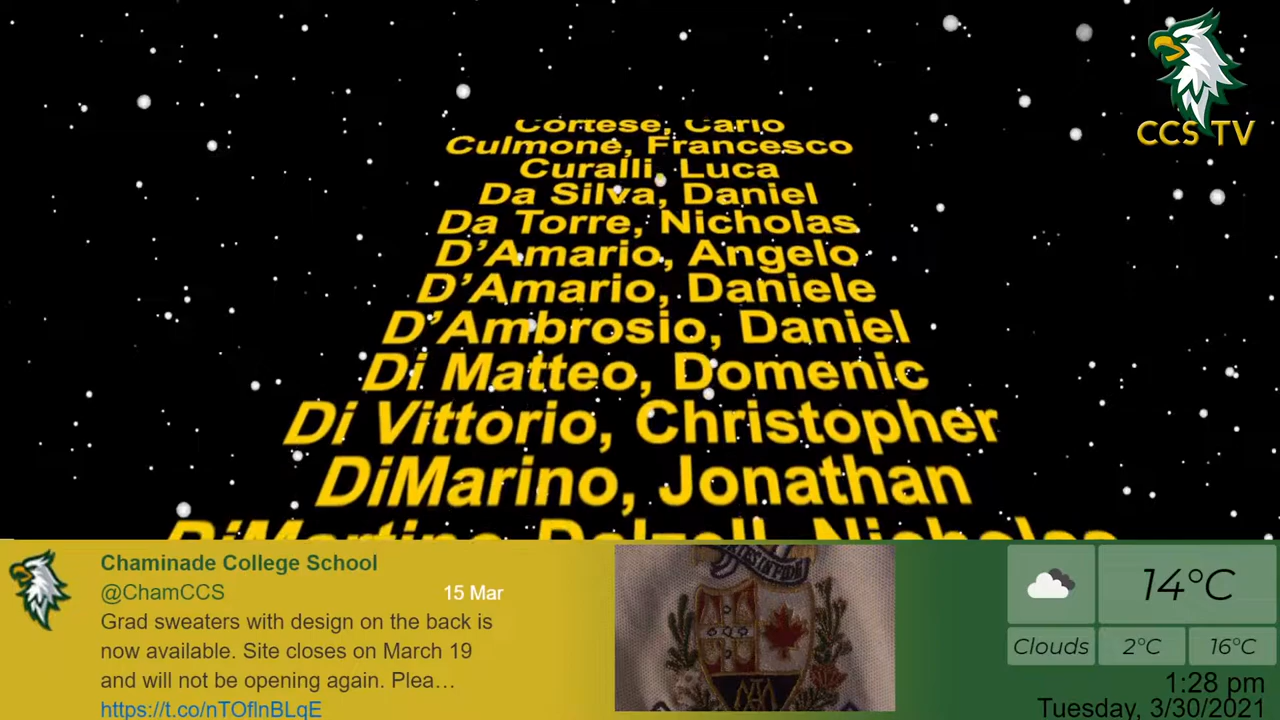 CCS TV
Cortese, Carlo
Culmone, Francesco
Curalli, Luca
Da Silva, Daniel
Da Torre, Nicholas
D’Amario, Angelo
D’Amario, Daniele
D’Ambrosio, Daniel
Di Matteo, Domenic
Di Vittorio, Christopher
DiMarino, Jonathan
DiMartino Dalzell, Nicholas
Chaminade College School
@ChamCCS 15 Mar
Grad sweaters with design on the back is
now available. Site closes on March 19
and will not be opening again. Plea…
https://t.co/nTOflnBLqE
14°C
Clouds 2°C 16°C
1:28 pm
Tuesday, 3/30/2021